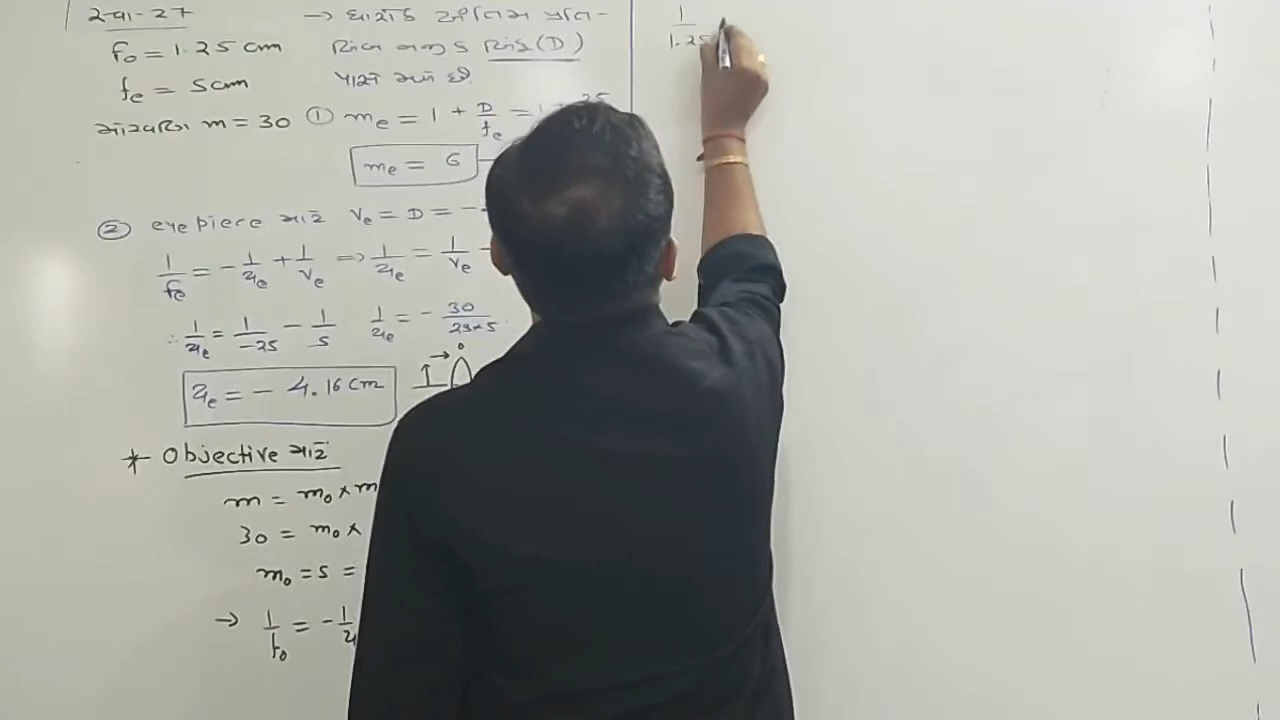 સ્વા-27
f₀ = 1.25 cm
fₑ = 5cm
m = 30
→ ધારો કે અંતિમ પ્રતિ-
બિંબ નજીક બિંદુ (D)
પાસે મળે છે.
① mₑ = 1 + D/fₑ =
mₑ = 6
② eyepiece માટે vₑ = D = -
1/fₑ = - 1/uₑ + 1/vₑ ⇒ 1/uₑ = 1/vₑ -
∴ 1/uₑ = 1/-25 - 1/5 1/uₑ = - 30/25×5
uₑ = - 4.16 cm
* Objective માટે
m = m₀ × m
30 = m₀ ×
m₀ = 5 =
→ 1/f₀ = - 1/u
1/1.25